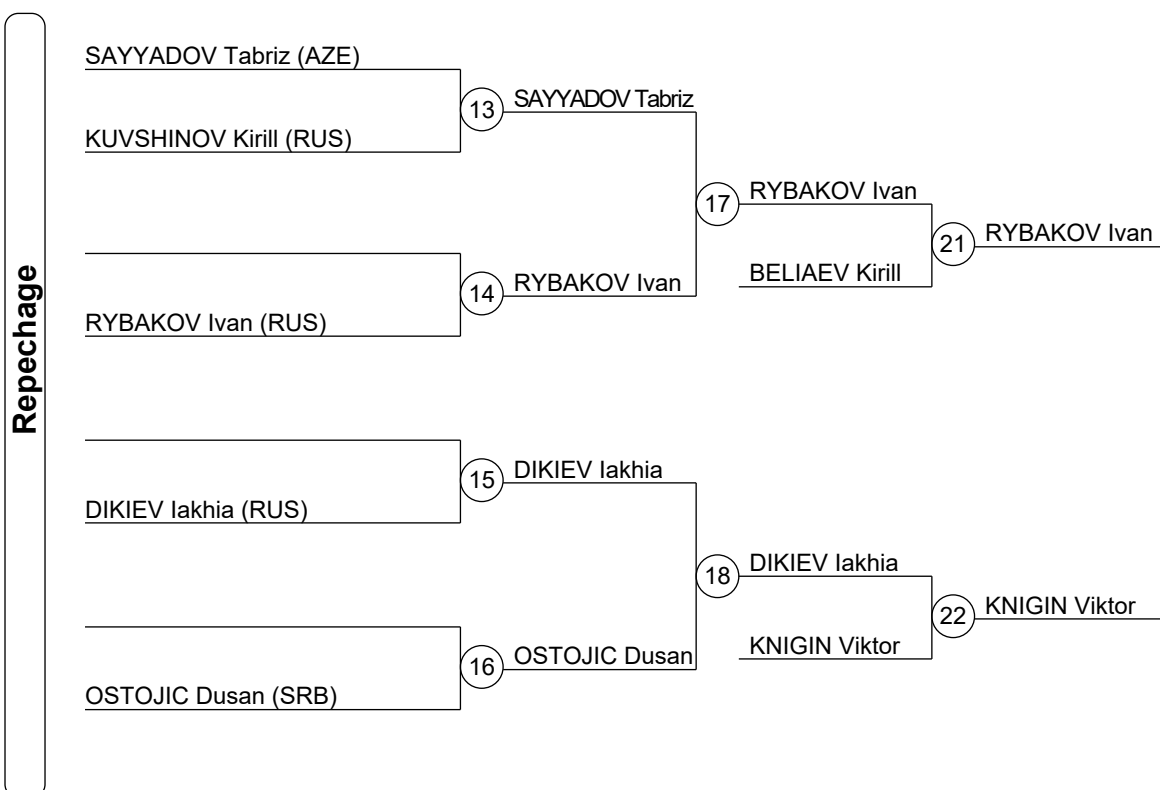 Repechage
SAYYADOV Tabriz (AZE)
13
SAYYADOV Tabriz
KUVSHINOV Kirill (RUS)
17
RYBAKOV Ivan
21
RYBAKOV Ivan
BELIAEV Kirill
14
RYBAKOV Ivan
RYBAKOV Ivan (RUS)
15
DIKIEV Iakhia
DIKIEV Iakhia (RUS)
18
DIKIEV Iakhia
22
KNIGIN Viktor
KNIGIN Viktor
16
OSTOJIC Dusan
OSTOJIC Dusan (SRB)